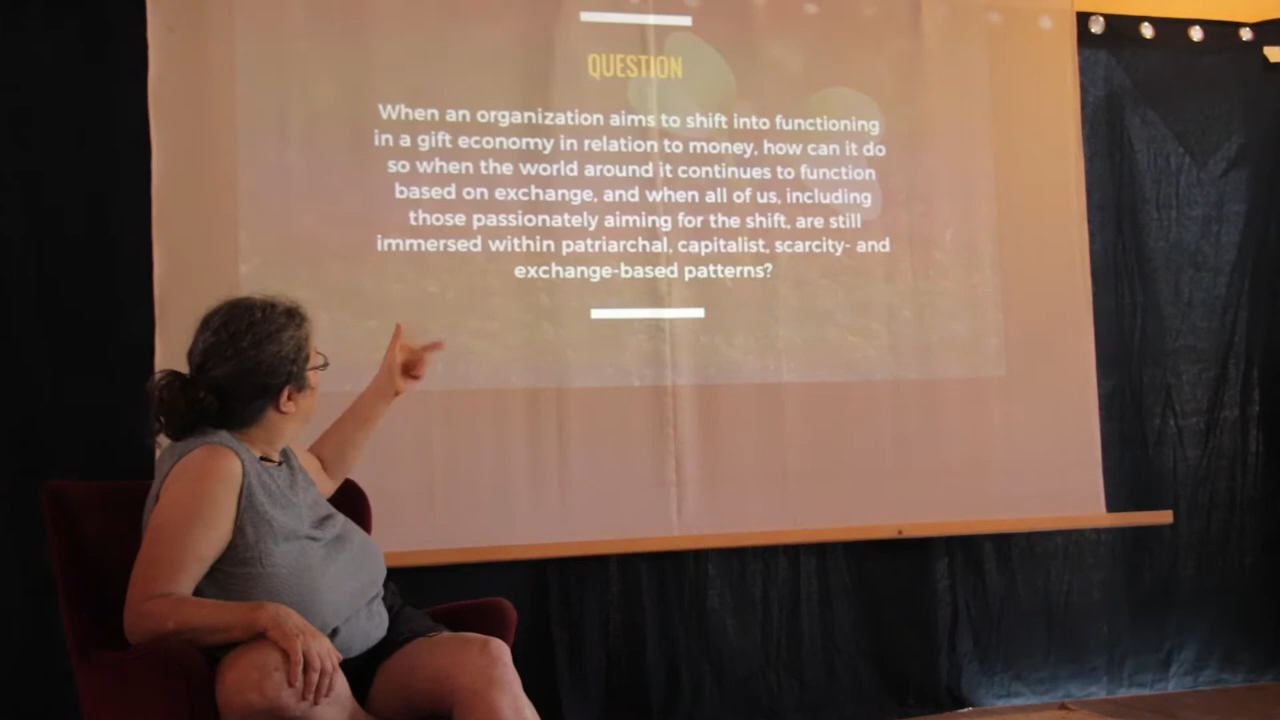 QUESTION
When an organization aims to shift into functioning
in a gift economy in relation to money, how can it do
so when the world around it continues to function
based on exchange, and when all of us, including
those passionately aiming for the shift, are still
immersed within patriarchal, capitalist, scarcity- and
exchange-based patterns?